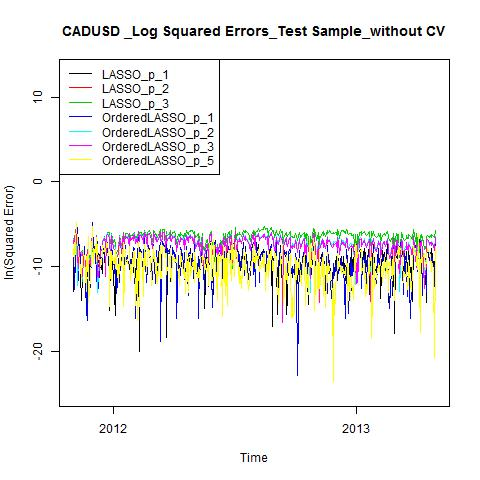 CADUSD _Log Squared Errors_Test Sample_without CV
LASSO_p_1
LASSO_p_2
LASSO_p_3
OrderedLASSO_p_1
OrderedLASSO_p_2
OrderedLASSO_p_3
OrderedLASSO_p_5
ln(Squared Error)
10
0
-10
-20
2012
2013
Time